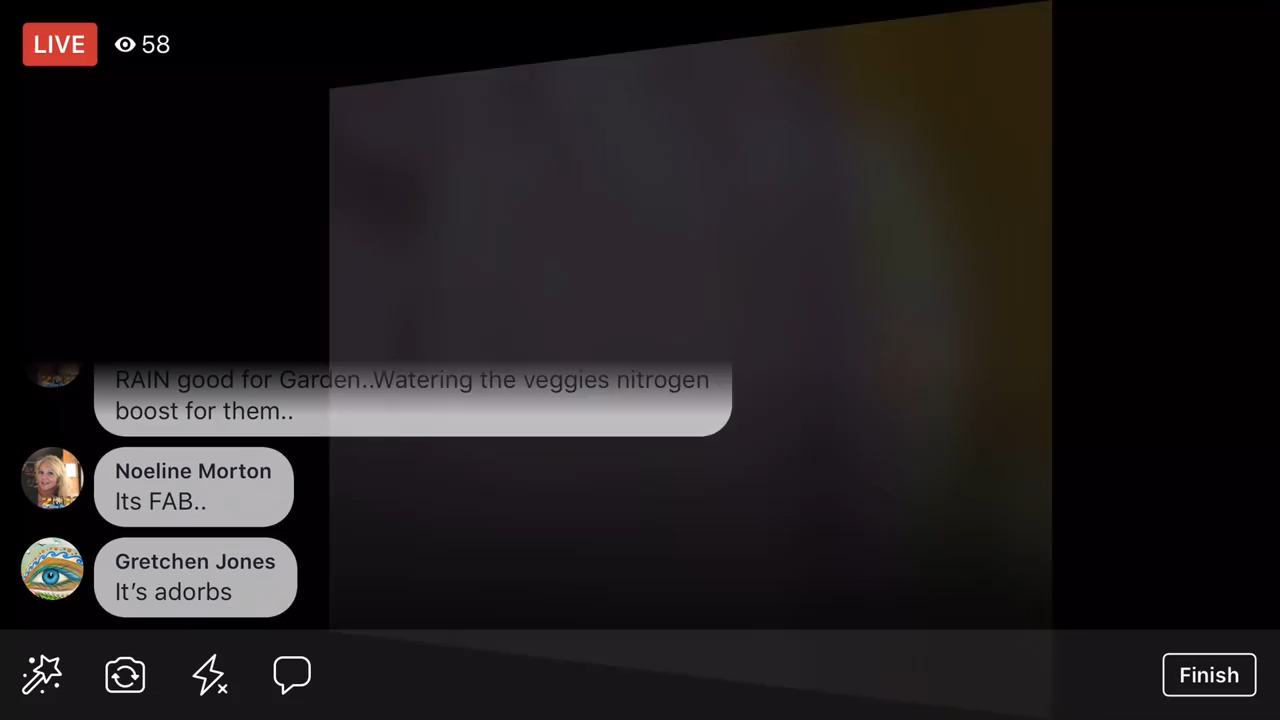 LIVE 58
RAIN good for Garden..Watering the veggies nitrogen
boost for them..
Noeline Morton
Its FAB..
Gretchen Jones
It’s adorbs
Finish